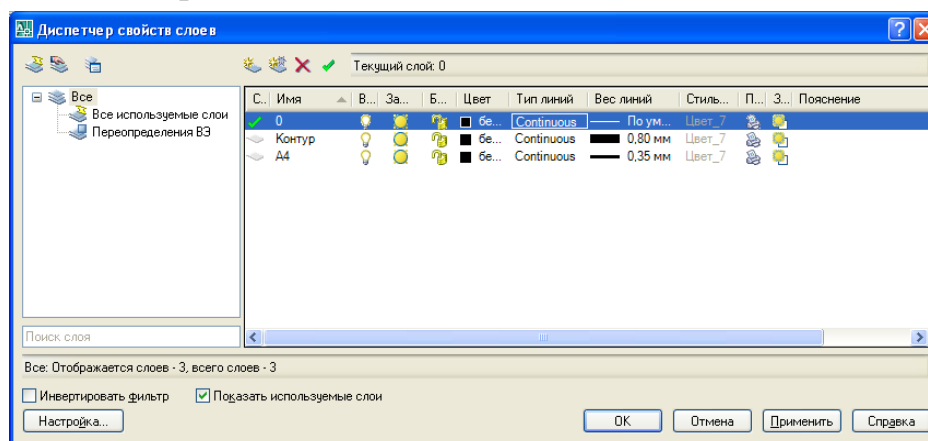 Диспетчер свойств слоев
Текущий слой: 0
Все
Все используемые слои
Переопределения ВЭ
С.. Имя В... За... Б... Цвет Тип линий Вес линий Стиль... П... З... Пояснение
0 бе... Continuous По ум... Цвет_7
Контур бе... Continuous 0,80 мм Цвет_7
А4 бе... Continuous 0,35 мм Цвет_7
Поиск слоя
Все: Отображается слоев - 3, всего слоев - 3
Инвертировать фильтр Показать используемые слои
Настройка... OK Отмена Применить Справка